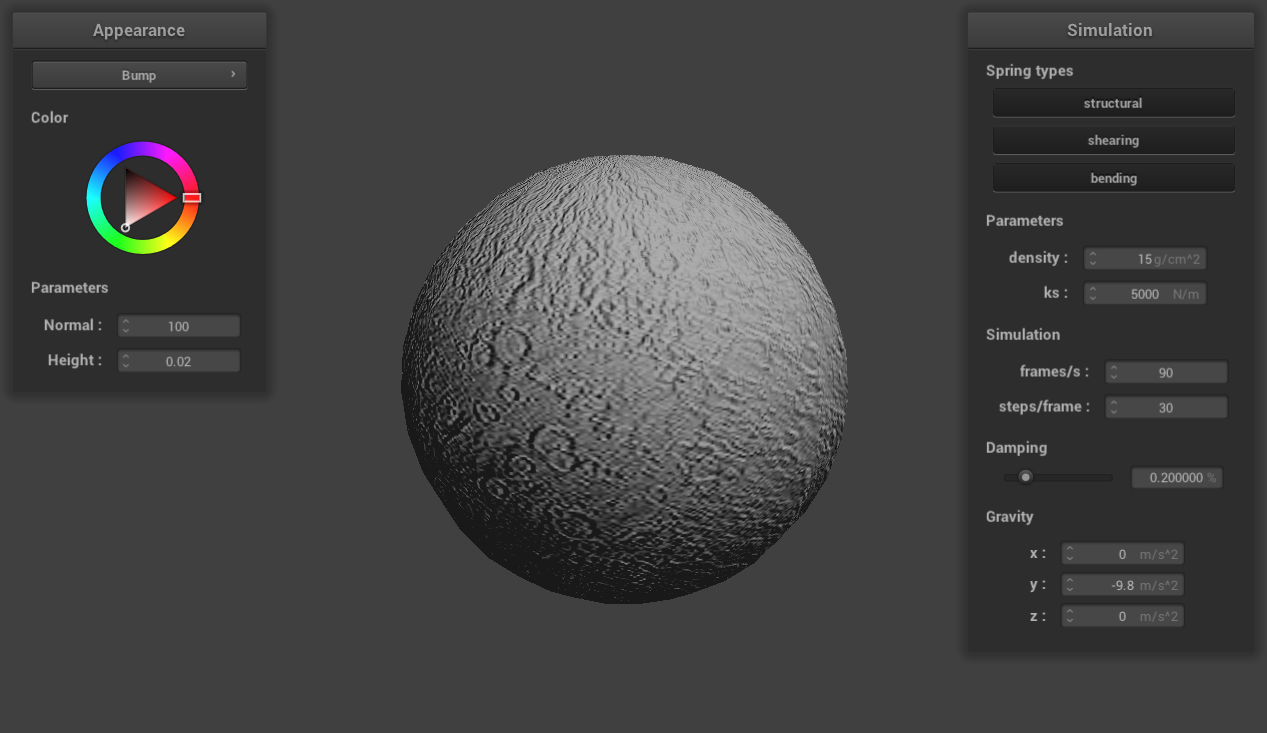 Appearance
Bump
Color
Parameters
Normal : 100
Height : 0.02
Simulation
Spring types
structural
shearing
bending
Parameters
density : 15 g/cm^2
ks : 5000 N/m
Simulation
frames/s : 90
steps/frame : 30
Damping
0.200000 %
Gravity
x : 0 m/s^2
y : -9.8 m/s^2
z : 0 m/s^2